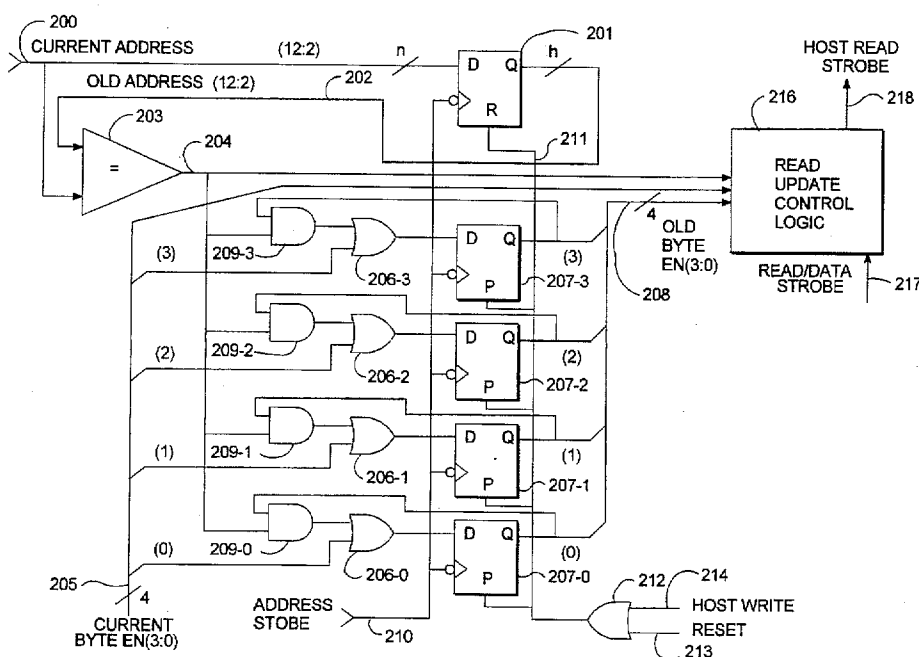 200
CURRENT ADDRESS (12:2) n
201
D Q h
R
OLD ADDRESS (12:2)
202
203
=
204
211
HOST READ
STROBE
216
218
READ
UPDATE
CONTROL
LOGIC
4
OLD
BYTE
EN(3:0)
208
READ/DATA
STROBE
217
(3)
209-3
206-3
D Q
P
(3)
207-3
(2)
209-2
206-2
D Q
P
(2)
207-2
(1)
209-1
206-1
D Q
P
(1)
207-1
(0)
209-0
206-0
D Q
P
(0)
207-0
205
4
CURRENT
BYTE EN(3:0)
ADDRESS
STOBE
210
212
214
HOST WRITE
RESET
213